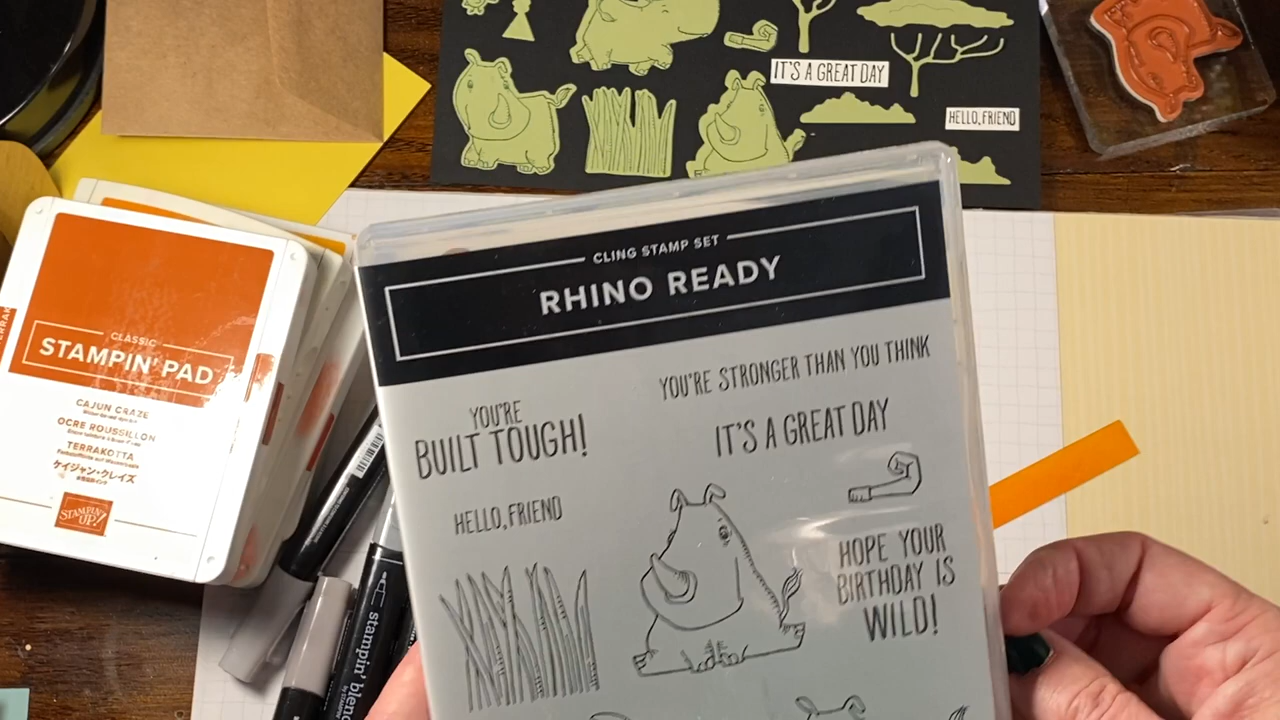 IT'S A GREAT DAY
HELLO, FRIEND
CLING STAMP SET
RHINO READY
YOU'RE STRONGER THAN YOU THINK
YOU'RE
BUILT TOUGH!
IT'S A GREAT DAY
HELLO, FRIEND
HOPE YOUR
BIRTHDAY IS
WILD!
CLASSIC
STAMPIN' PAD
CAJUN CRAZE
OCRE ROUSSILLON
TERRAKOTTA
ケイジャン・クレイズ
STAMPIN' UP!
stampin' blends